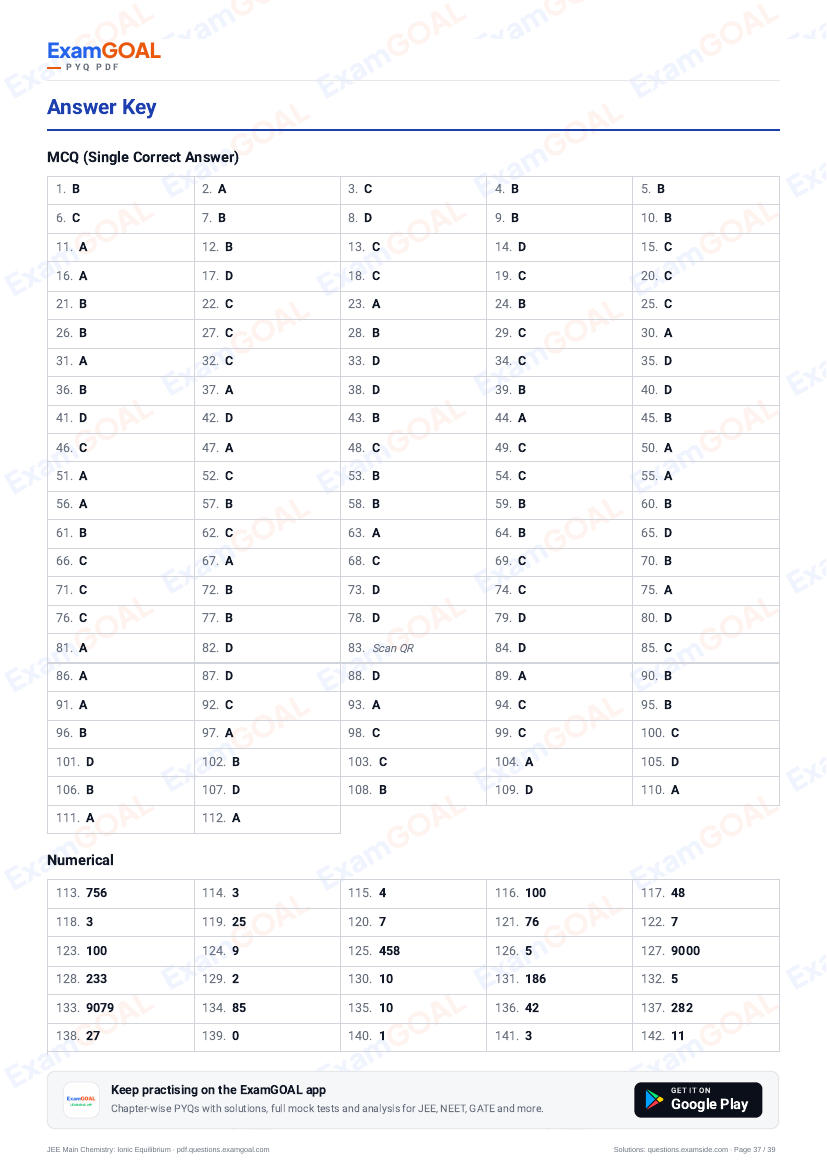 ExamGOAL
PYQ PDF
Answer Key
MCQ (Single Correct Answer)
1. B 2. A 3. C 4. B 5. B
6. C 7. B 8. D 9. B 10. B
11. A 12. B 13. C 14. D 15. C
16. A 17. D 18. C 19. C 20. C
21. B 22. C 23. A 24. B 25. C
26. B 27. C 28. B 29. C 30. A
31. A 32. C 33. D 34. C 35. D
36. B 37. A 38. D 39. B 40. D
41. D 42. D 43. B 44. A 45. B
46. C 47. A 48. C 49. C 50. A
51. A 52. C 53. B 54. C 55. A
56. A 57. B 58. B 59. B 60. B
61. B 62. C 63. A 64. B 65. D
66. C 67. A 68. C 69. C 70. B
71. C 72. B 73. D 74. C 75. A
76. C 77. B 78. D 79. D 80. D
81. A 82. D 83. Scan QR 84. D 85. C
86. A 87. D 88. D 89. A 90. B
91. A 92. C 93. A 94. C 95. B
96. B 97. A 98. C 99. C 100. C
101. D 102. B 103. C 104. A 105. D
106. B 107. D 108. B 109. D 110. A
111. A 112. A
Numerical
113. 756 114. 3 115. 4 116. 100 117. 48
118. 3 119. 25 120. 7 121. 76 122. 7
123. 100 124. 9 125. 458 126. 5 127. 9000
128. 233 129. 2 130. 10 131. 186 132. 5
133. 9079 134. 85 135. 10 136. 42 137. 282
138. 27 139. 0 140. 1 141. 3 142. 11
ExamGOAL
Keep practising on the ExamGOAL app
Chapter-wise PYQs with solutions, full mock tests and analysis for JEE, NEET, GATE and more.
GET IT ON
Google Play
JEE Main Chemistry: Ionic Equilibrium · pdf.questions.examgoal.com
Solutions: questions.examside.com · Page 37 / 39